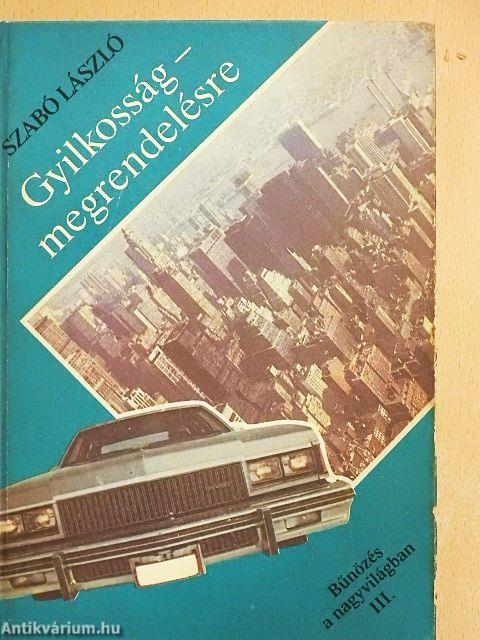 SZABÓ LÁSZLÓ
Gyilkosság –
megrendelésre
Bűnözés
a nagyvilágban
III.
Antikvárium.hu